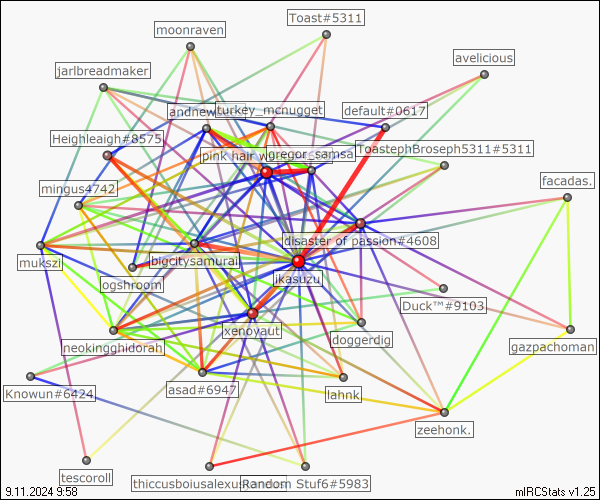 Toast#5311
moonraven
avelicious
jarlbreadmaker
turkey_mcnugget
default#0617
Heighleaigh#8575
ToastephBroseph5311#5311
pink hair
gregor_samsa
facadas.
mingus4742
disaster of passion#4608
mukszi
bigcitysamurai
ogshroom
ikasuzu
Duck™#9103
xenoyaut
doggerdig
gazpachoman
neokingghidorah
Knowun#6424
asad#6947
lahnk.
zeehonk.
tescoroll
Random Stuf6#5983
9.11.2024 9:58
mIRCStats v1.25